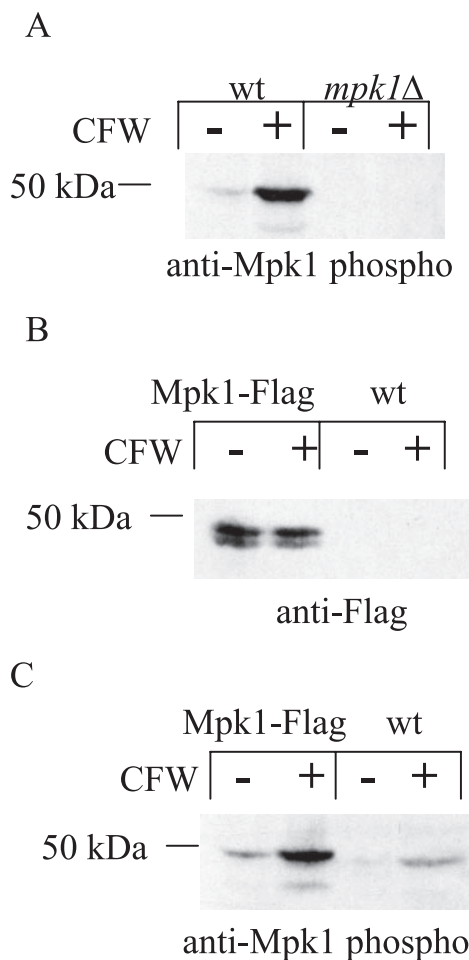 A
wt mpk1Δ
CFW - + - +
50 kDa
anti-Mpk1 phospho
B
Mpk1-Flag wt
CFW - + - +
50 kDa
anti-Flag
C
Mpk1-Flag wt
CFW - + - +
50 kDa
anti-Mpk1 phospho